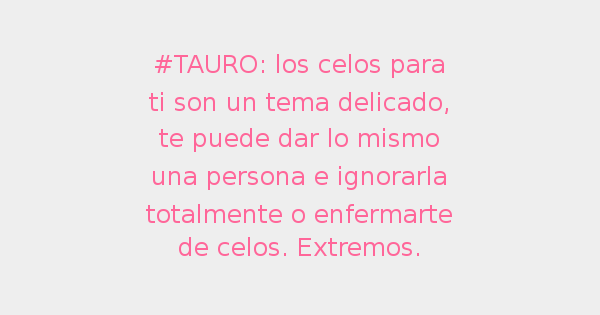 #TAURO: los celos para
ti son un tema delicado,
te puede dar lo mismo
una persona e ignorarla
totalmente o enfermarte
de celos. Extremos.